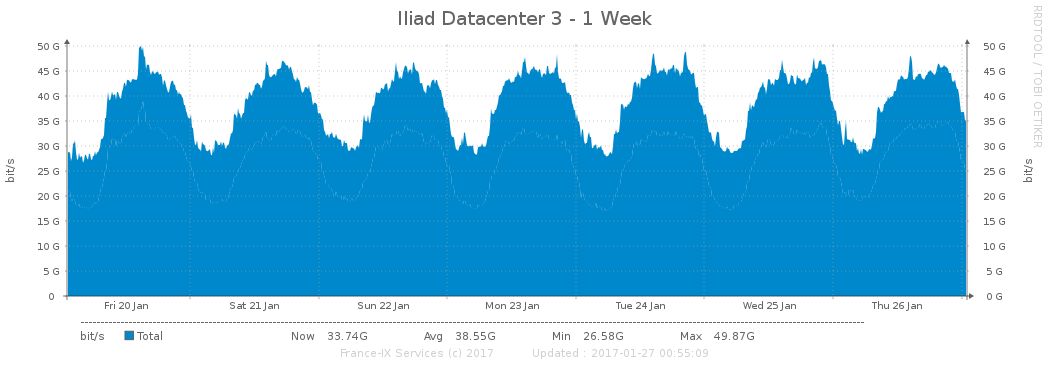 Iliad Datacenter 3 - 1 Week
RRDTOOL / TOBI OETIKER
bit/s
50 G 50 G
45 G 45 G
40 G 40 G
35 G 35 G
30 G 30 G
25 G 25 G
20 G 20 G
15 G 15 G
10 G 10 G
5 G 5 G
0 0 G
bit/s
Fri 20 Jan Sat 21 Jan Sun 22 Jan Mon 23 Jan Tue 24 Jan Wed 25 Jan Thu 26 Jan
bit/s Total Now 33.74G Avg 38.55G Min 26.58G Max 49.87G
France-IX Services (c) 2017 Updated : 2017-01-27 00:55:09